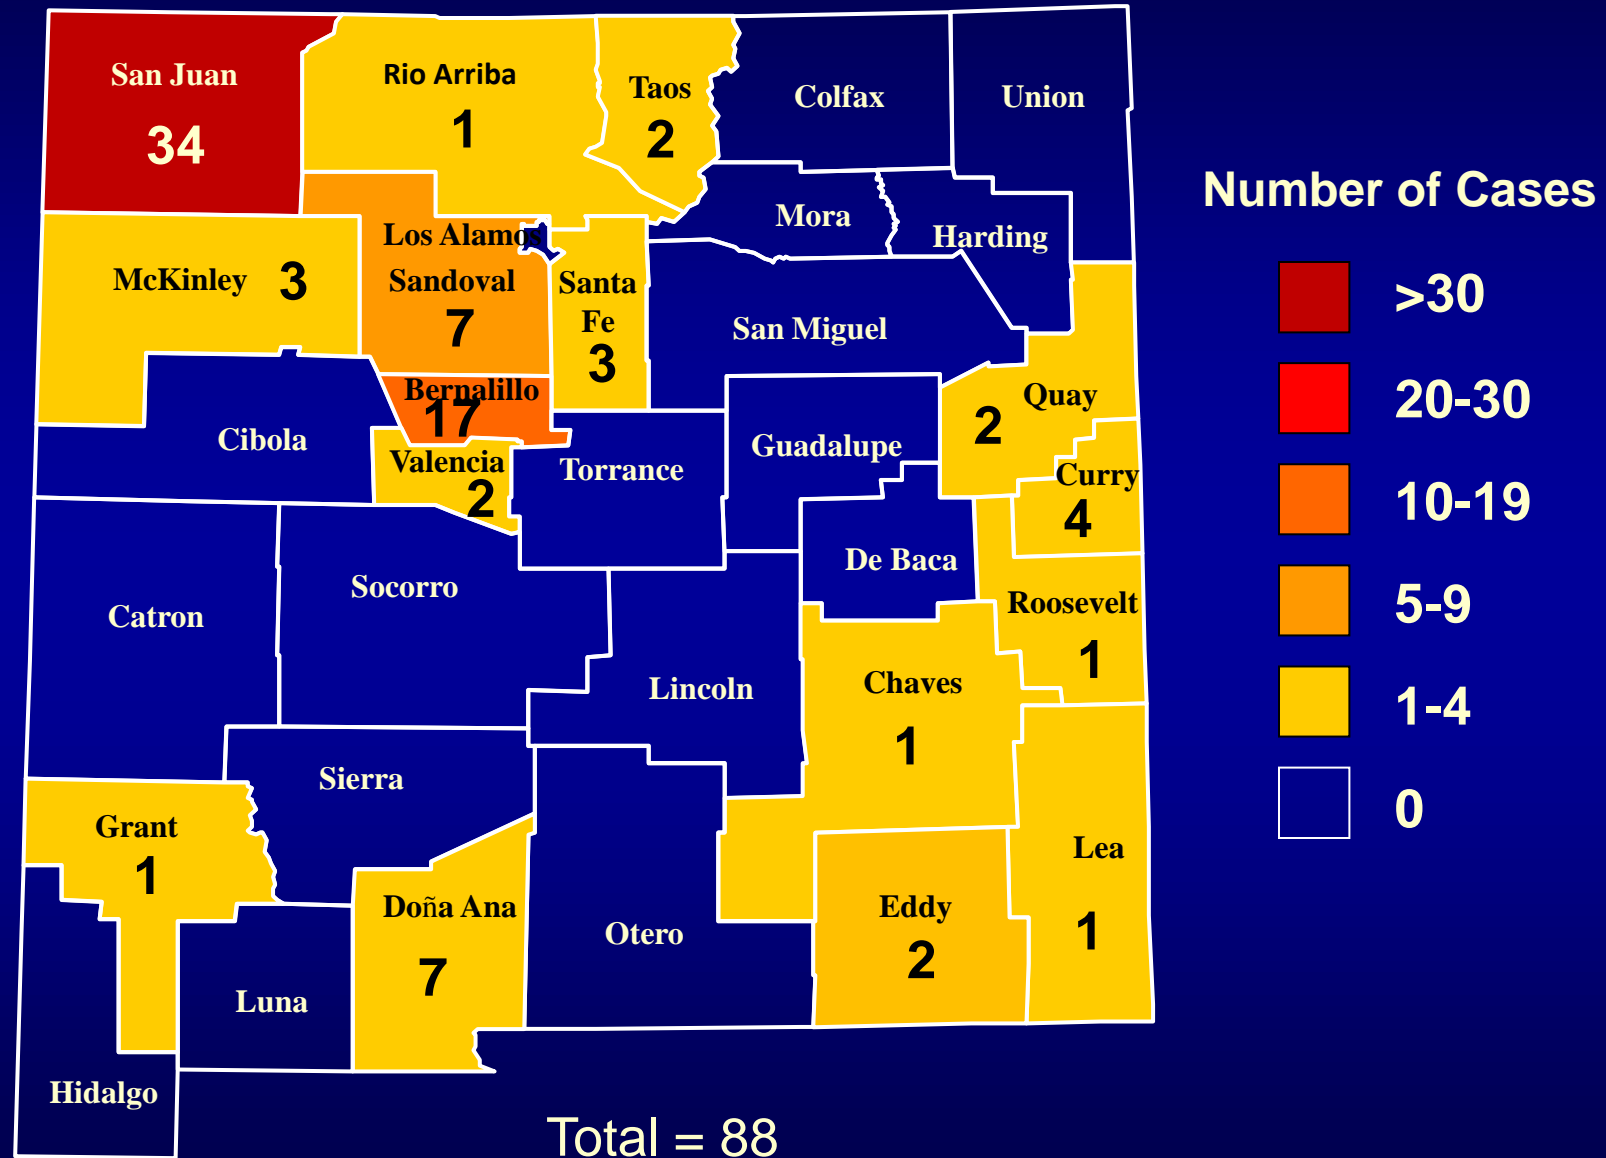 San Juan
34
Rio Arriba
1
Taos
2
Colfax
Union
Mora
Harding
Los Alamos
McKinley 3
Sandoval
7
Santa
Fe
3
San Miguel
Bernalillo
17
Quay
2
Cibola
Guadalupe
Valencia
2
Torrance
Curry
4
De Baca
Socorro
Catron
Roosevelt
1
Lincoln
Chaves
1
Sierra
Grant
1
Lea
1
Doña Ana
7
Eddy
2
Otero
Luna
Hidalgo
Total = 88
Number of Cases
>30
20-30
10-19
5-9
1-4
0